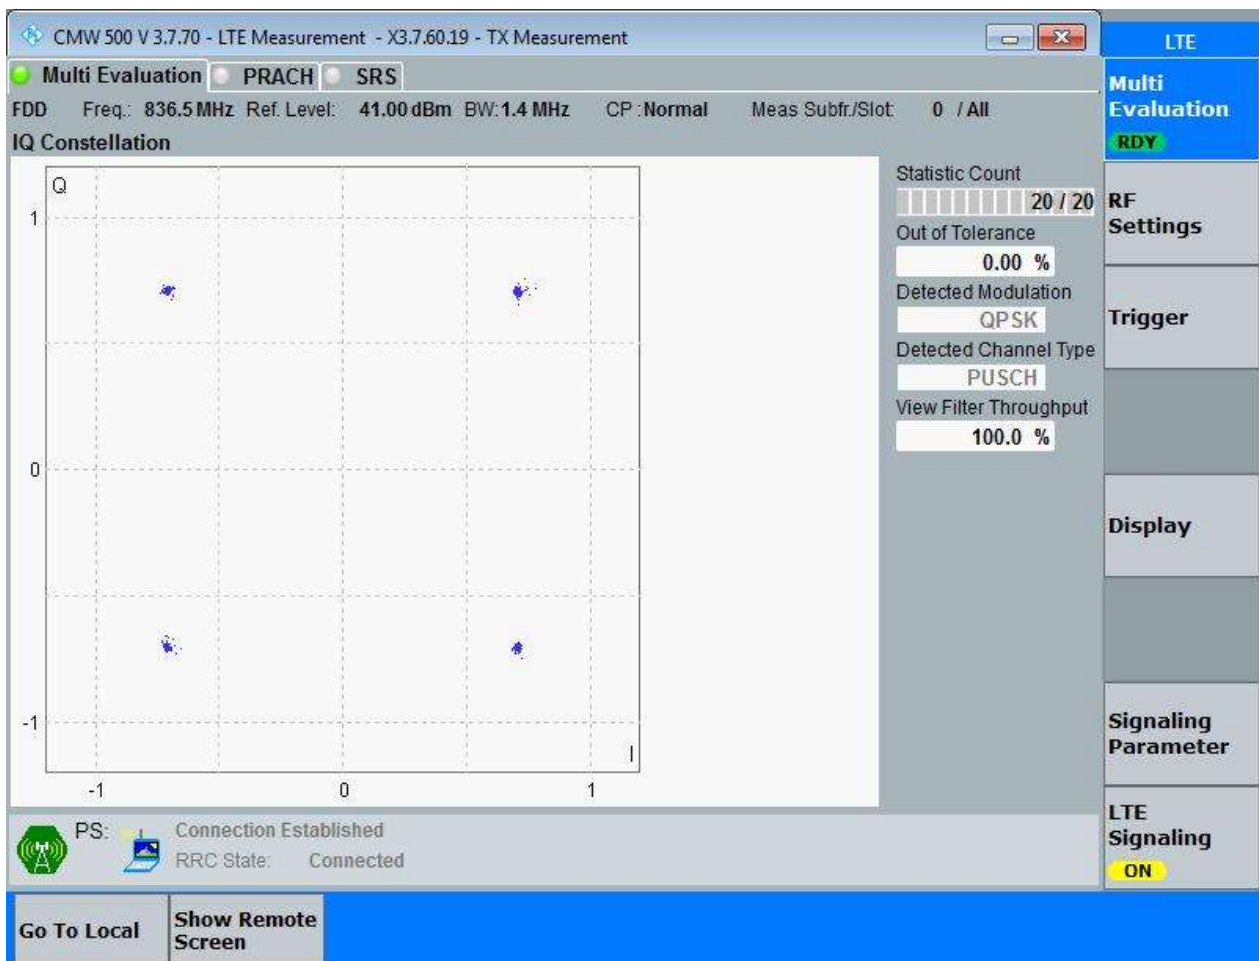 CMW 500 V 3.7.70 - LTE Measurement - X3.7.60.19 - TX Measurement
LTE
Multi Evaluation PRACH SRS
Multi
Evaluation
RDY
FDD Freq.: 836.5 MHz Ref. Level: 41.00 dBm BW: 1.4 MHz CP : Normal Meas Subfr./Slot: 0 / All
IQ Constellation
Q
1
0
-1
I
-1 0 1
Statistic Count
20 / 20
Out of Tolerance
0.00 %
Detected Modulation
QPSK
Detected Channel Type
PUSCH
View Filter Throughput
100.0 %
RF
Settings
Trigger
Display
Signaling
Parameter
LTE
Signaling
ON
PS: Connection Established
RRC State: Connected
Go To Local
Show Remote
Screen